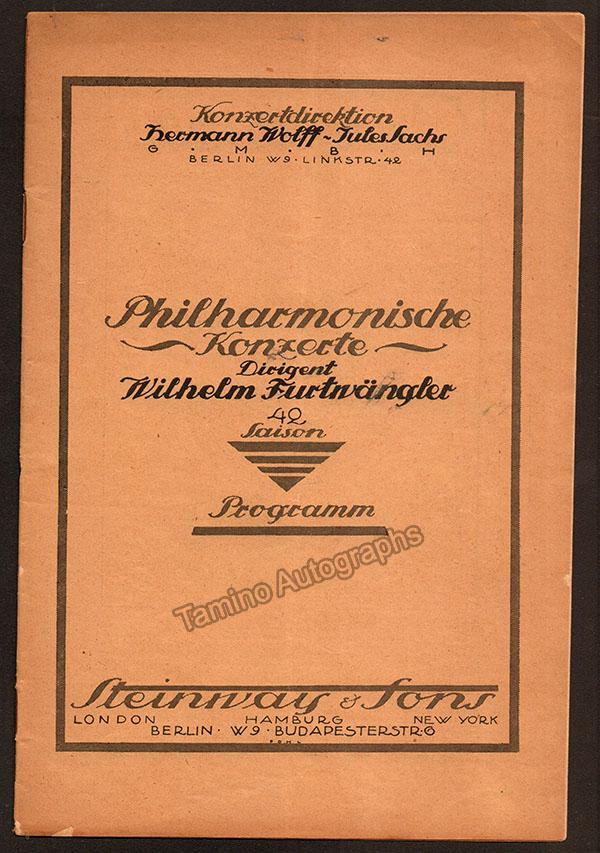 Konzertdirektion
Hermann Wolff ~ Jules Sachs
G · M · B · H
BERLIN W9 · LINKSTR · 42
Philharmonische
Konzerte
Dirigent
Wilhelm Furtwängler
42
Saison
Programm
Tamino Autographs
Steinway & Sons
LONDON HAMBURG NEW YORK
BERLIN · W9 · BUDAPESTERSTR · 6